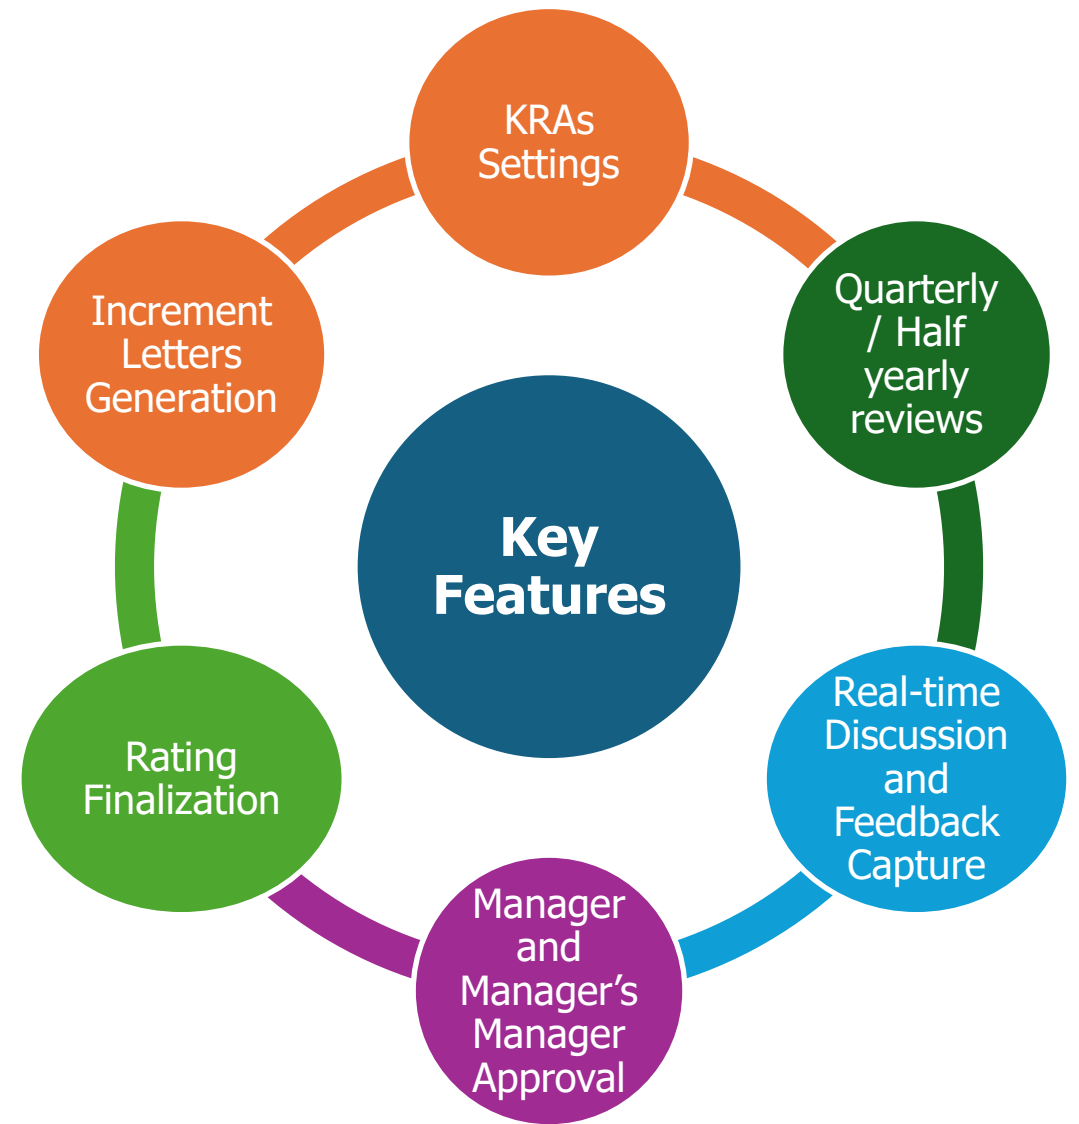 KRAs
Settings
Quarterly
/ Half
yearly
reviews
Real-time
Discussion
and
Feedback
Capture
Manager
and
Manager’s
Manager
Approval
Rating
Finalization
Increment
Letters
Generation
Key
Features